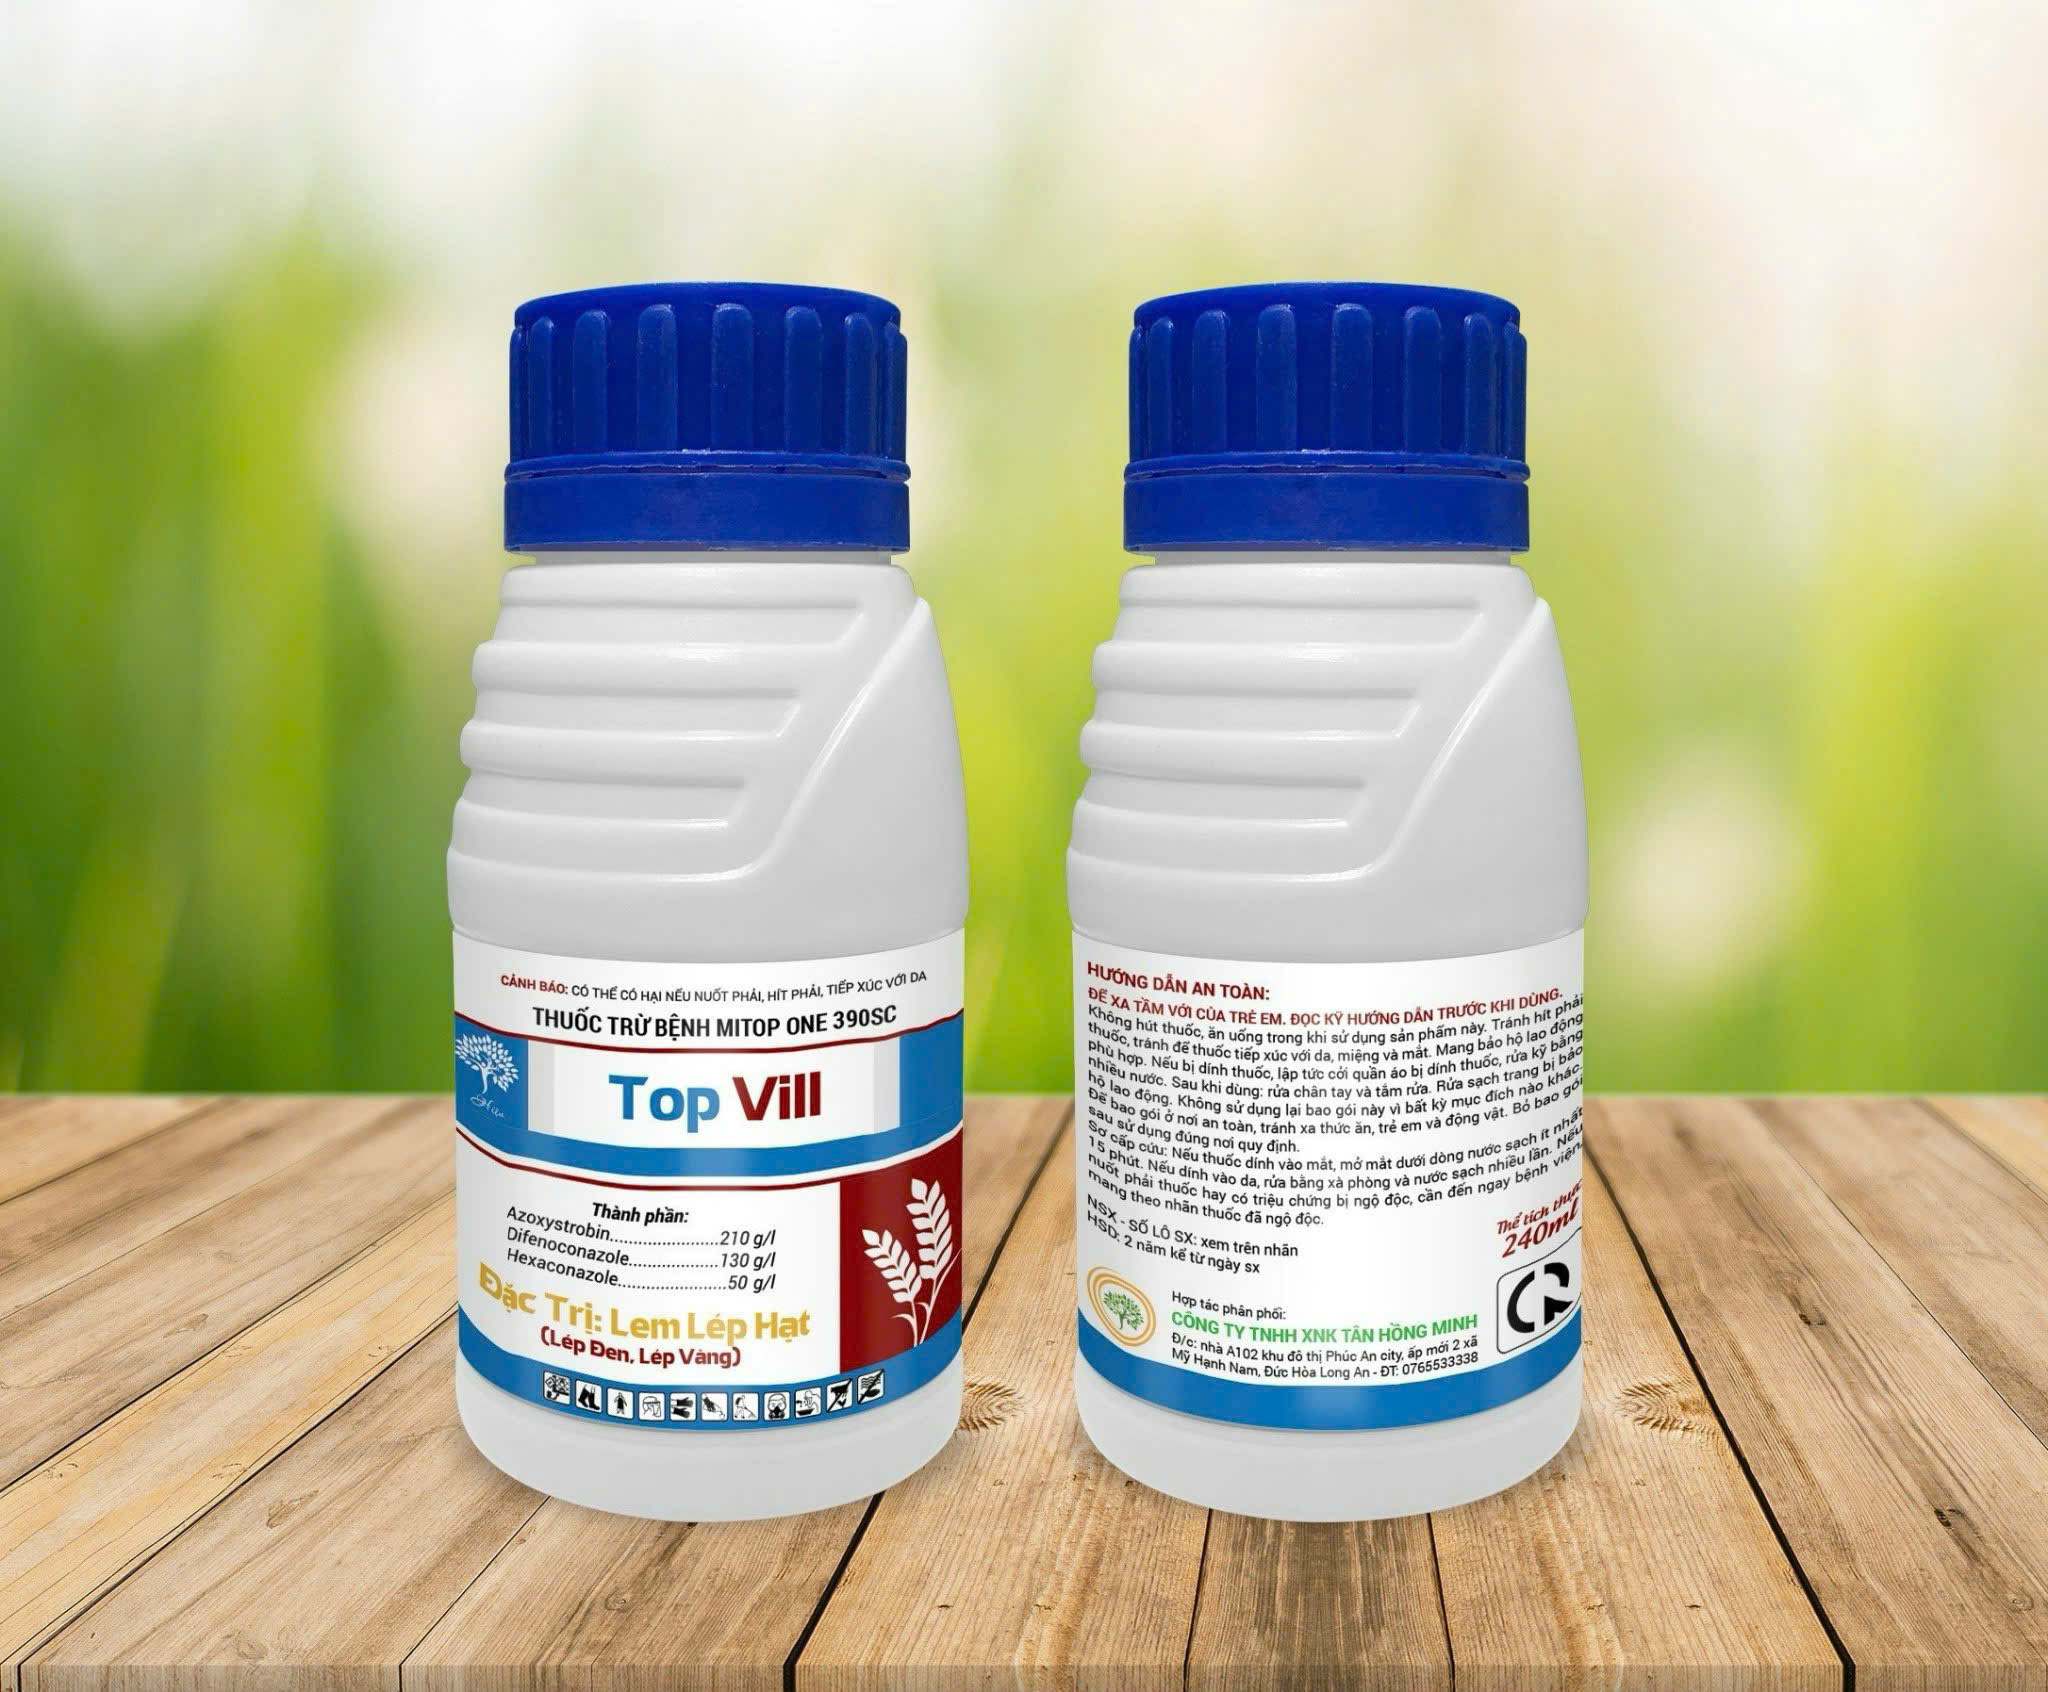 CẢNH BÁO: CÓ THỂ CÓ HẠI NẾU NUỐT PHẢI, HÍT PHẢI, TIẾP XÚC VỚI DA
THUỐC TRỪ BỆNH MITOP ONE 390SC
Top Vill
Thành phần:
Azoxystrobin......................210 g/l
Difenoconazole..................130 g/l
Hexaconazole......................50 g/l
Đặc Trị: Lem Lép Hạt
(Lép Đen, Lép Vàng)
HƯỚNG DẪN AN TOÀN:
ĐỂ XA TẦM VỚI CỦA TRẺ EM. ĐỌC KỸ HƯỚNG DẪN TRƯỚC KHI DÙNG.
Không hút thuốc, ăn uống trong khi sử dụng sản phẩm này. Tránh hít phải
thuốc, tránh để thuốc tiếp xúc với da, miệng và mắt. Mang bảo hộ lao động
phù hợp. Nếu bị dính thuốc, lập tức cởi quần áo bị dính thuốc, rửa kỹ bằng
nhiều nước. Sau khi dùng: rửa chân tay và tắm rửa. Rửa sạch trang bị bảo
hộ lao động. Không sử dụng lại bao gói này vì bất kỳ mục đích nào khác.
Để bao gói ở nơi an toàn, tránh xa thức ăn, trẻ em và động vật. Bỏ bao gói
sau sử dụng đúng nơi quy định.
Sơ cấp cứu: Nếu thuốc dính vào mắt, mở mắt dưới dòng nước sạch ít nhất
15 phút. Nếu dính vào da, rửa bằng xà phòng và nước sạch nhiều lần. Nếu
nuốt phải thuốc hay có triệu chứng bị ngộ độc, cần đến ngay bệnh viện,
mang theo nhãn thuốc đã ngộ độc.
NSX - SỐ LÔ SX: xem trên nhãn
HSD: 2 năm kể từ ngày sx
Thể tích thực:
240ml
Hợp tác phân phối:
CÔNG TY TNHH XNK TÂN HỒNG MINH
Đ/c: nhà A102 khu đô thị Phúc An city, ấp mới 2 xã
Mỹ Hạnh Nam, Đức Hòa Long An - ĐT: 0765533338